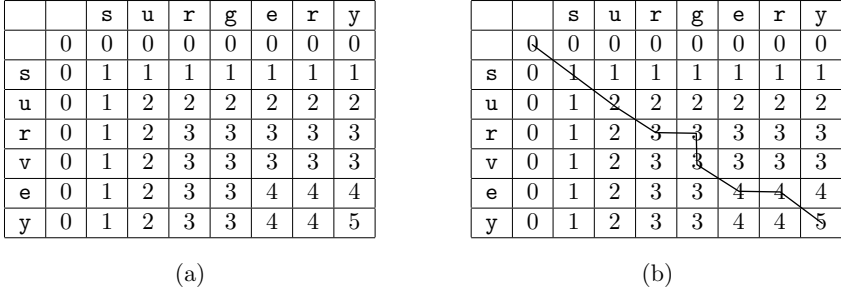 s u r g e r y s u r g e r y
0 0 0 0 0 0 0 0 0 0 0 0 0 0 0 0
s 0 1 1 1 1 1 1 1 s 0 1 1 1 1 1 1 1
u 0 1 2 2 2 2 2 2 u 0 1 2 2 2 2 2 2
r 0 1 2 3 3 3 3 3 r 0 1 2 3 3 3 3 3
v 0 1 2 3 3 3 3 3 v 0 1 2 3 3 3 3 3
e 0 1 2 3 3 4 4 4 e 0 1 2 3 3 4 4 4
y 0 1 2 3 3 4 4 5 y 0 1 2 3 3 4 4 5
(a) (b)